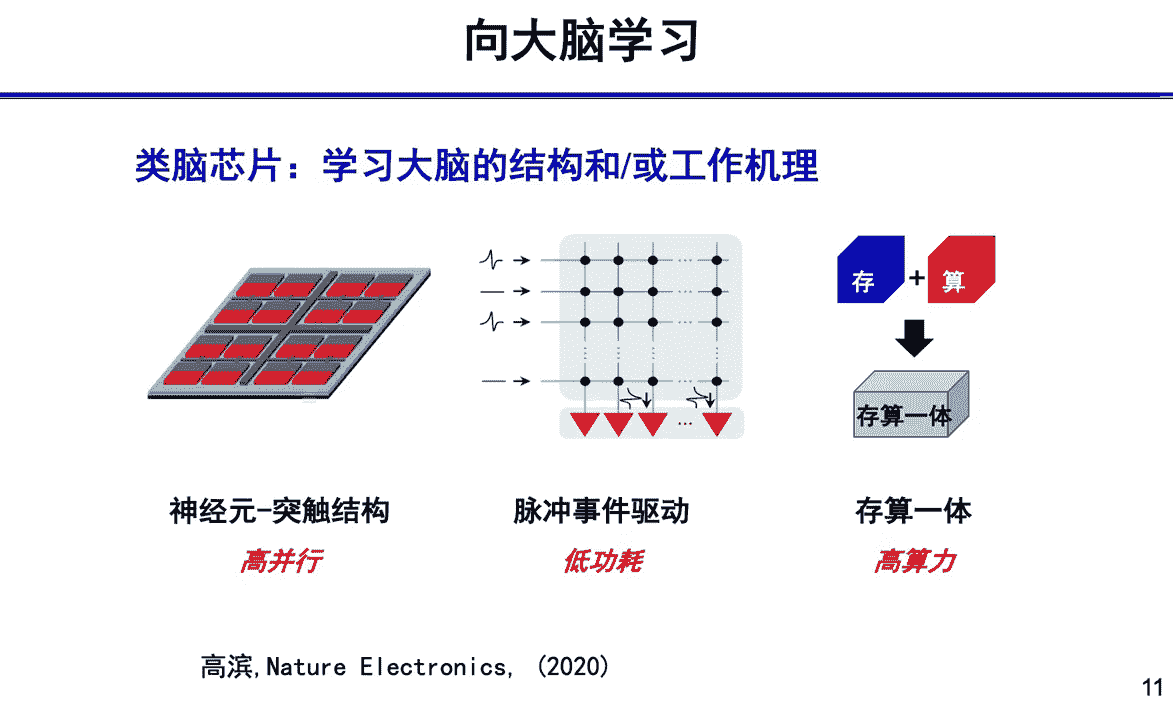 向大脑学习
类脑芯片：学习大脑的结构和/或工作机理
存 + 算
存算一体
神经元-突触结构
脉冲事件驱动
存算一体
高并行
低功耗
高算力
高滨,Nature Electronics, (2020)
11